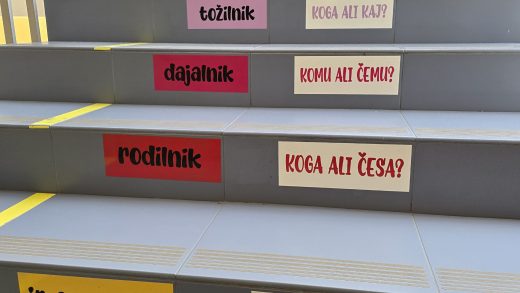 tožilnik KOGA ALI KAJ?
dajalnik KOMU ALI ČEMU?
rodilnik KOGA ALI ČESA?